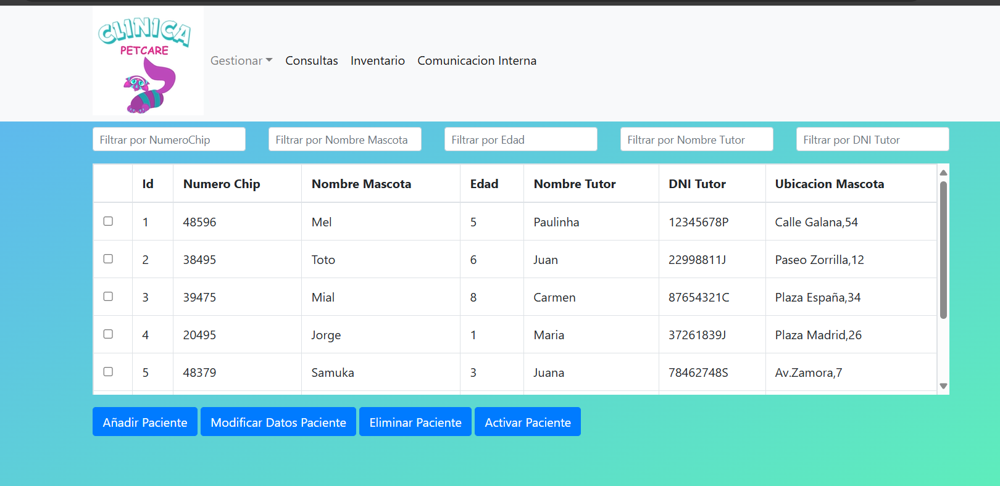 CLINICA
PETCARE
Gestionar Consultas Inventario Comunicacion Interna
Filtrar por NumeroChip Filtrar por Nombre Mascota Filtrar por Edad Filtrar por Nombre Tutor Filtrar por DNI Tutor
Id Numero Chip Nombre Mascota Edad Nombre Tutor DNI Tutor Ubicacion Mascota
1 48596 Mel 5 Paulinha 12345678P Calle Galana,54
2 38495 Toto 6 Juan 22998811J Paseo Zorrilla,12
3 39475 Mial 8 Carmen 87654321C Plaza España,34
4 20495 Jorge 1 Maria 37261839J Plaza Madrid,26
5 48379 Samuka 3 Juana 78462748S Av.Zamora,7
Añadir Paciente Modificar Datos Paciente Eliminar Paciente Activar Paciente